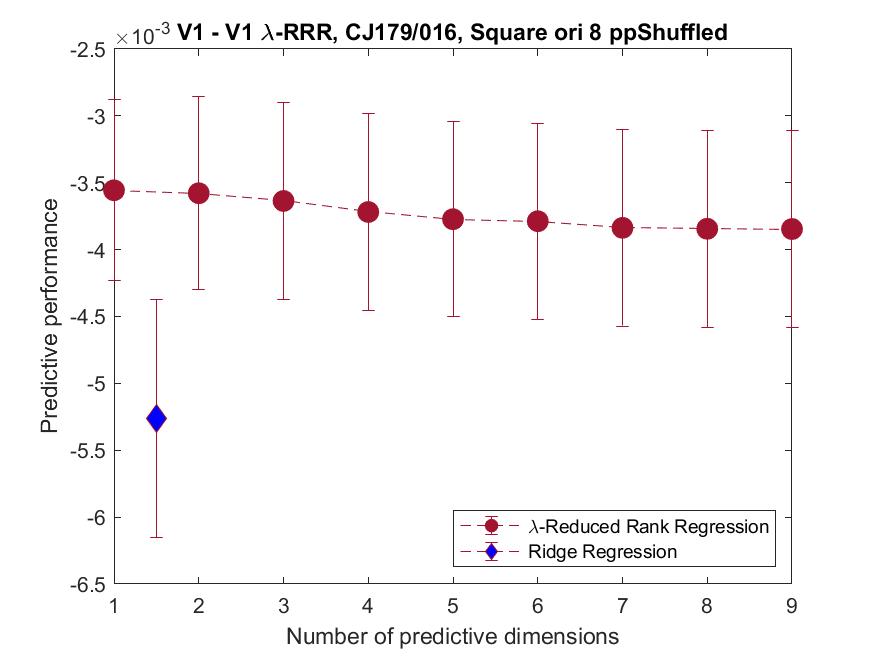 ×10-3 V1 - V1 λ-RRR, CJ179/016, Square ori 8 ppShuffled
-2.5
-3
-3.5
-4
-4.5
-5
-5.5
-6
-6.5
Predictive performance
λ-Reduced Rank Regression
Ridge Regression
1 2 3 4 5 6 7 8 9
Number of predictive dimensions